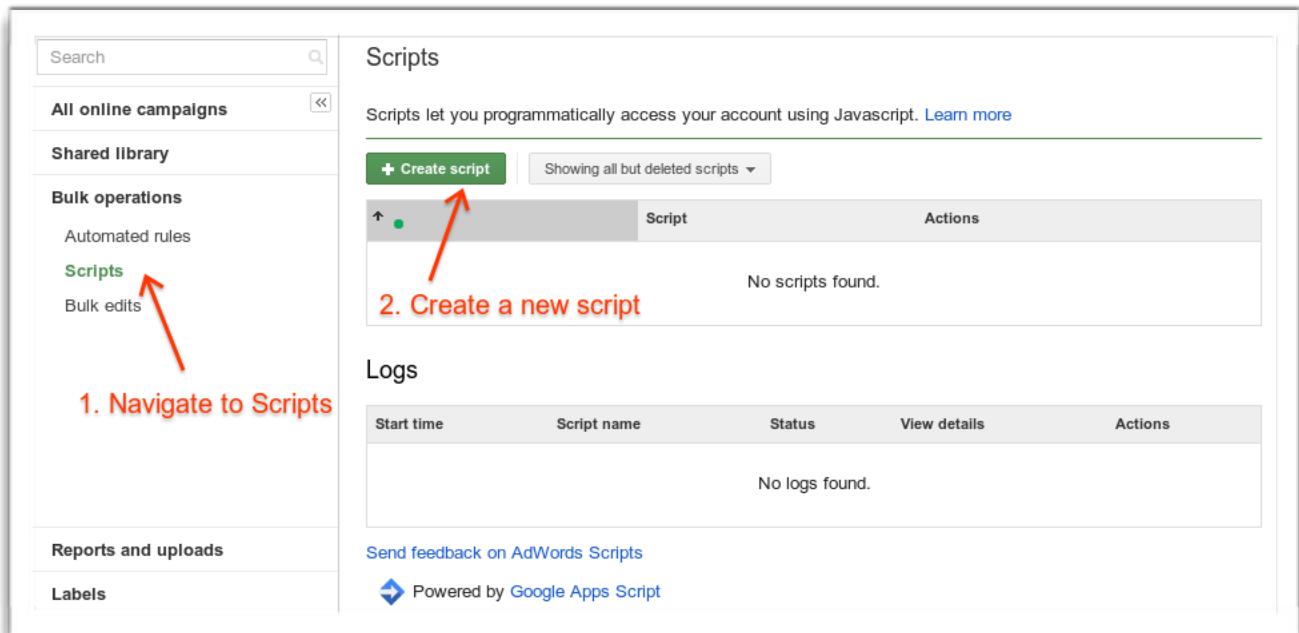 Search
All online campaigns
Shared library
Bulk operations
Automated rules
Scripts
Bulk edits
1. Navigate to Scripts
Reports and uploads
Labels
Scripts
Scripts let you programmatically access your account using Javascript. Learn more
Create script
Showing all but deleted scripts
Script Actions
No scripts found.
2. Create a new script
Logs
Start time Script name Status View details Actions
No logs found.
Send feedback on AdWords Scripts
Powered by Google Apps Script